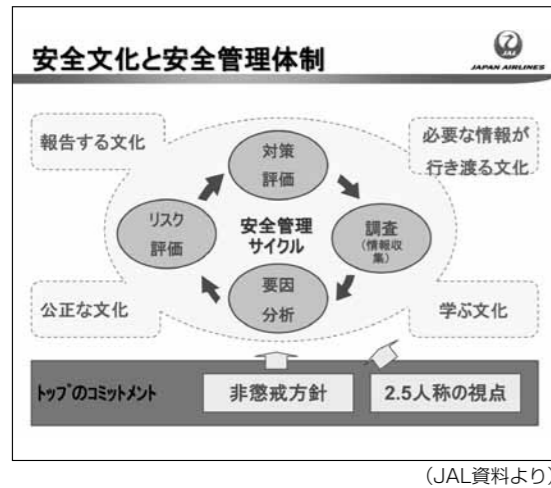 安全文化と安全管理体制
JAL
JAPAN AIRLINES
報告する文化
必要な情報が
行き渡る文化
対策
評価
リスク
評価
安全管理
サイクル
調査
(情報収
集)
要因
分析
公正な文化
学ぶ文化
トップのコミットメント
非懲戒方針
2.5人称の視点
(JAL資料より)